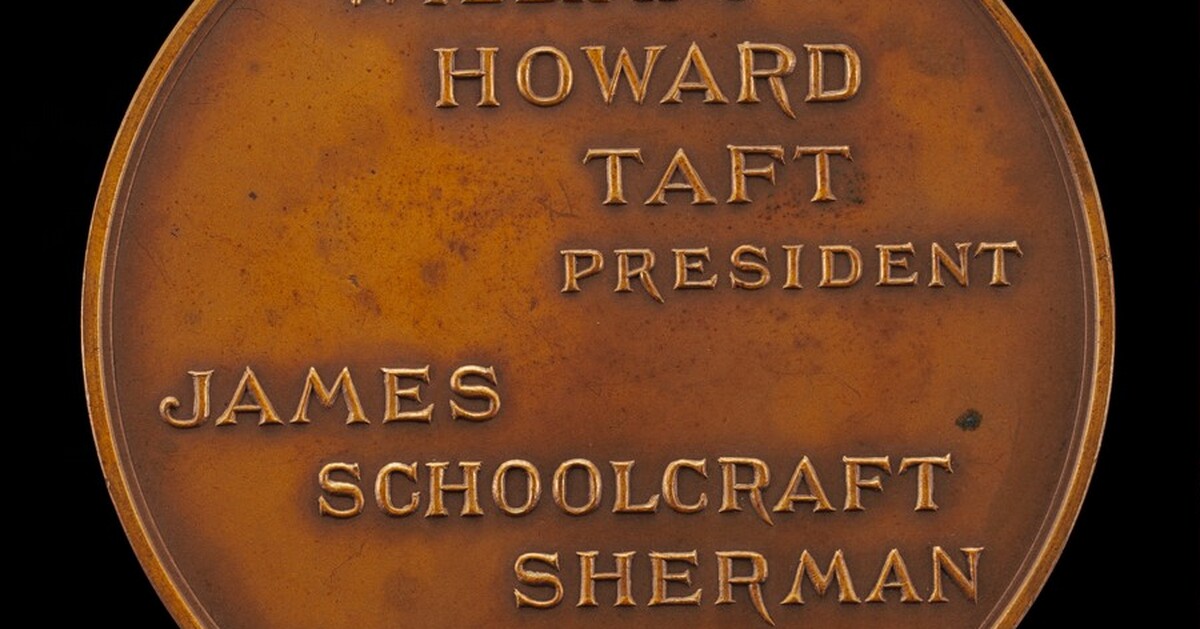 HOWARD
TAFT
PRESIDENT
JAMES
SCHOOLCRAFT
SHERMAN